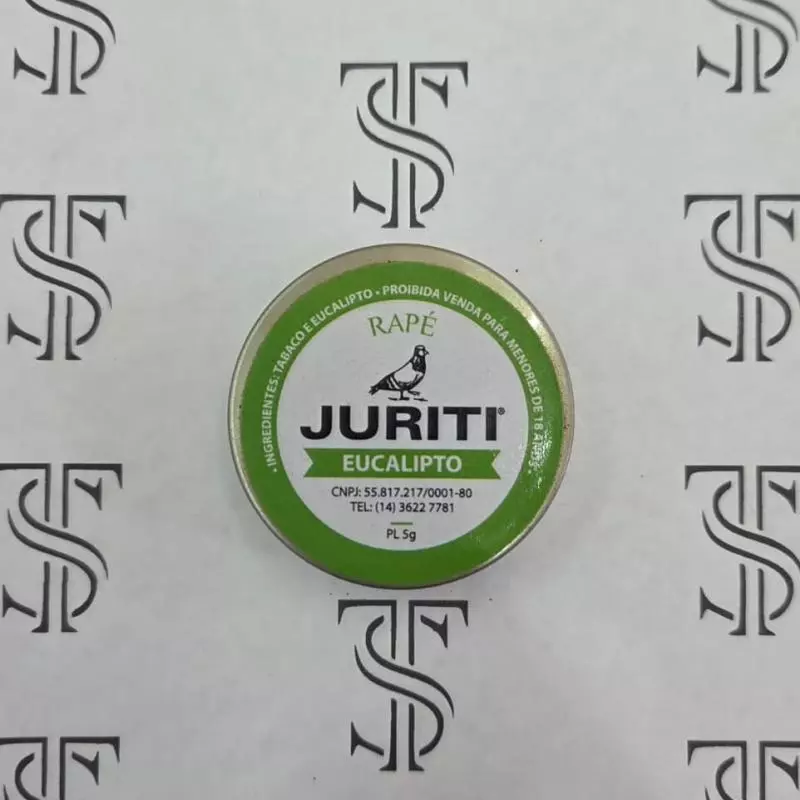 • INGREDIENTES: TABACO E EUCALIPTO • PROIBIDA VENDA PARA MENORES DE 18 ANOS •
RAPÉ
JURITI®
EUCALIPTO
CNPJ: 55.817.217/0001-80
TEL: (14) 3622 7781
PL 5g